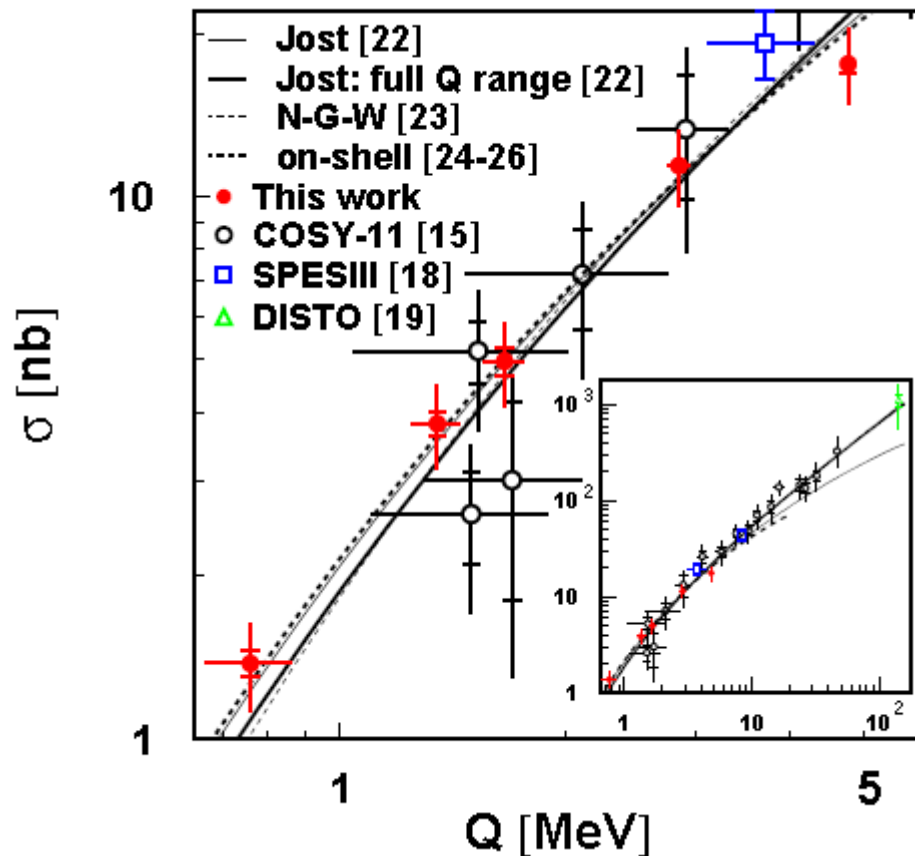 Jost [22]
Jost: full Q range [22]
N-G-W [23]
on-shell [24-26]
This work
COSY-11 [15]
SPESIII [18]
DISTO [19]
10
1
σ [nb]
1
5
Q [MeV]
10³
10²
10
1
1
10
10²